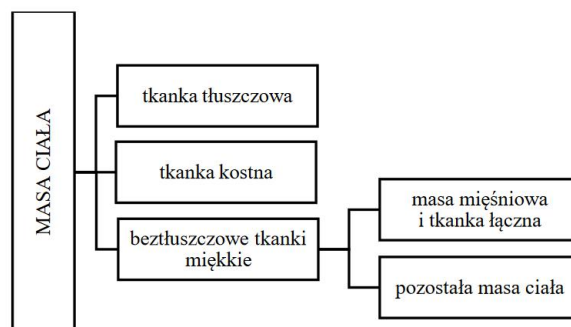 MASA CIAŁA
tkanka tłuszczowa
tkanka kostna
beztłuszczowe tkanki
miękkie
masa mięśniowa
i tkanka łączna
pozostała masa ciała